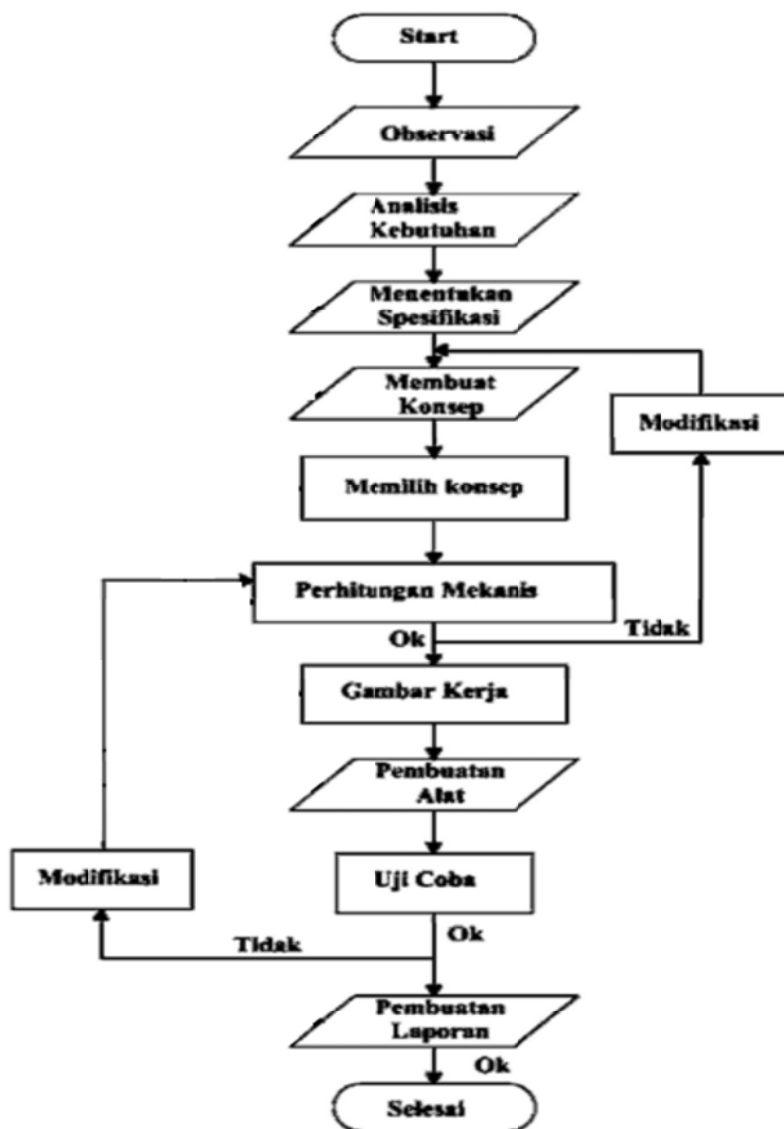 Start
Observasi
Analisis
Kebutuhan
Menentukan
Spesifikasi
Membuat
Konsep
Modifikasi
Memilih konsep
Perhitungan Mekanis
Ok
Tidak
Gambar Kerja
Pembuatan
Alat
Modifikasi
Uji Coba
Ok
Tidak
Pembuatan
Laporan
Ok
Selesai